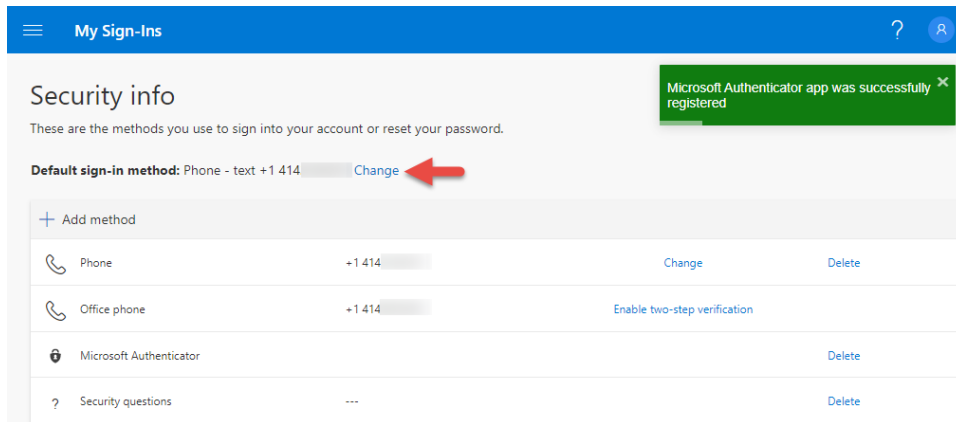 My Sign-Ins ?
Security info
Microsoft Authenticator app was successfully
registered
These are the methods you use to sign into your account or reset your password.
Default sign-in method: Phone - text +1 414 Change
+ Add method
Phone +1 414 Change Delete
Office phone +1 414 Enable two-step verification
Microsoft Authenticator Delete
? Security questions --- Delete